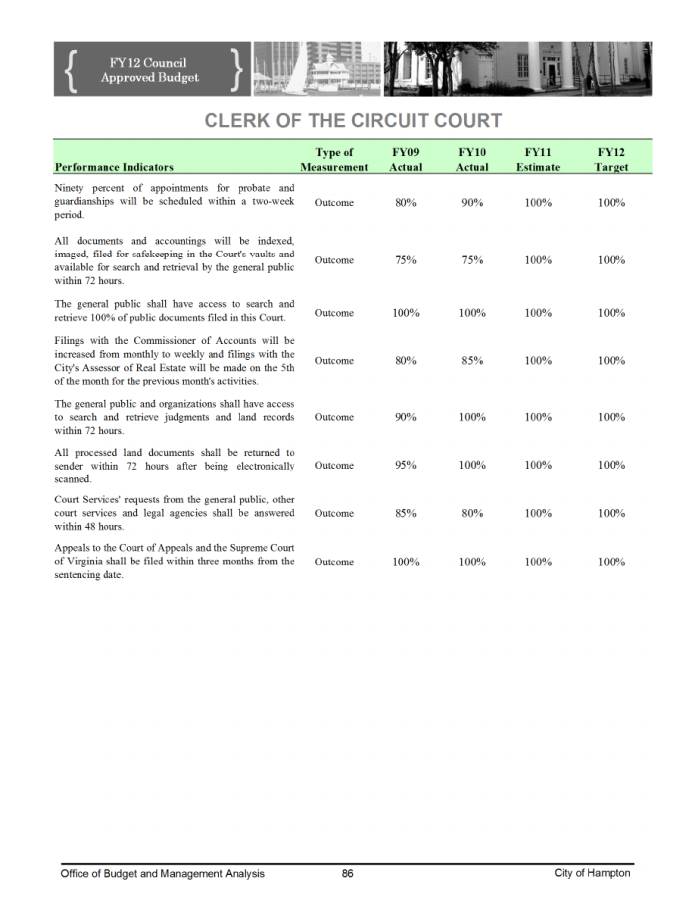 FY12 Council
Approved Budget
CLERK OF THE CIRCUIT COURT
Performance Indicators Type of Measurement FY09 Actual FY10 Actual FY11 Estimate FY12 Target
Ninety percent of appointments for probate and
guardianships will be scheduled within a two-week
period.
Outcome 80% 90% 100% 100%
All documents and accountings will be indexed,
imaged, filed for safekeeping in the Court's vaults and
available for search and retrieval by the general public
within 72 hours.
Outcome 75% 75% 100% 100%
The general public shall have access to search and
retrieve 100% of public documents filed in this Court.
Outcome 100% 100% 100% 100%
Filings with the Commissioner of Accounts will be
increased from monthly to weekly and filings with the
City's Assessor of Real Estate will be made on the 5th
of the month for the previous month's activities.
Outcome 80% 85% 100% 100%
The general public and organizations shall have access
to search and retrieve judgments and land records
within 72 hours.
Outcome 90% 100% 100% 100%
All processed land documents shall be returned to
sender within 72 hours after being electronically
scanned.
Outcome 95% 100% 100% 100%
Court Services' requests from the general public, other
court services and legal agencies shall be answered
within 48 hours.
Outcome 85% 80% 100% 100%
Appeals to the Court of Appeals and the Supreme Court
of Virginia shall be filed within three months from the
sentencing date.
Outcome 100% 100% 100% 100%
Office of Budget and Management Analysis 86 City of Hampton